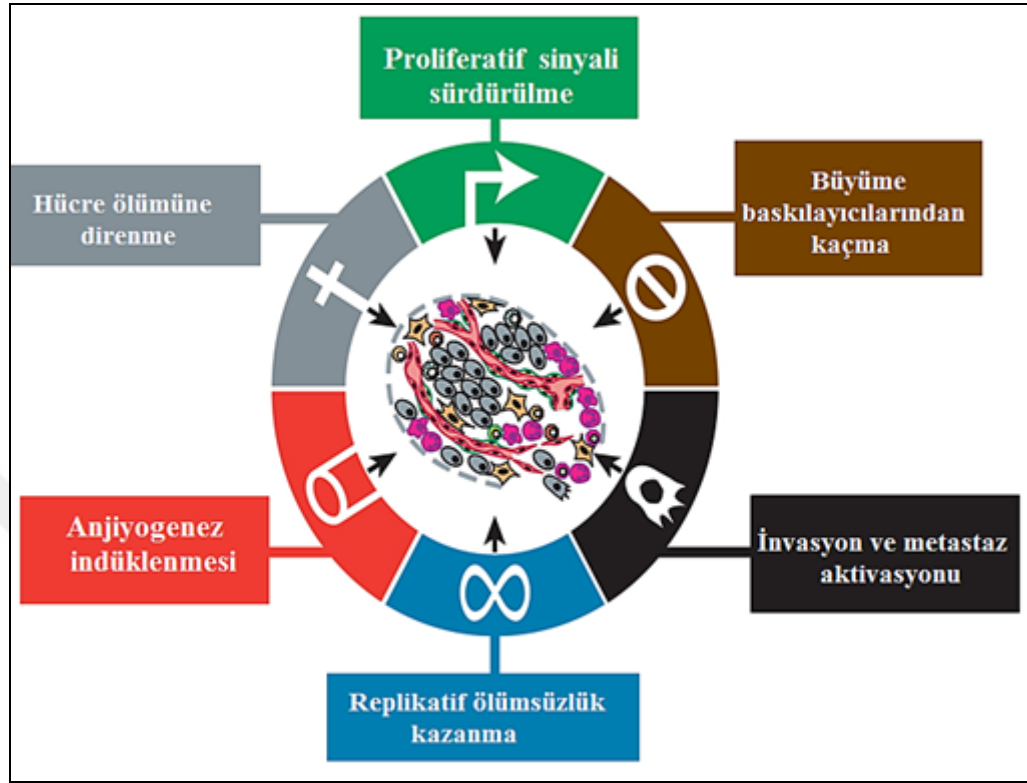 Proliferatif sinyali
sürdürülme
Hücre ölümüne
direnme
Büyüme
baskılayıcılarından
kaçma
Anjiyogenez
indüklenmesi
İnvasyon ve metastaz
aktivasyonu
Replikatif ölümsüzlük
kazanma